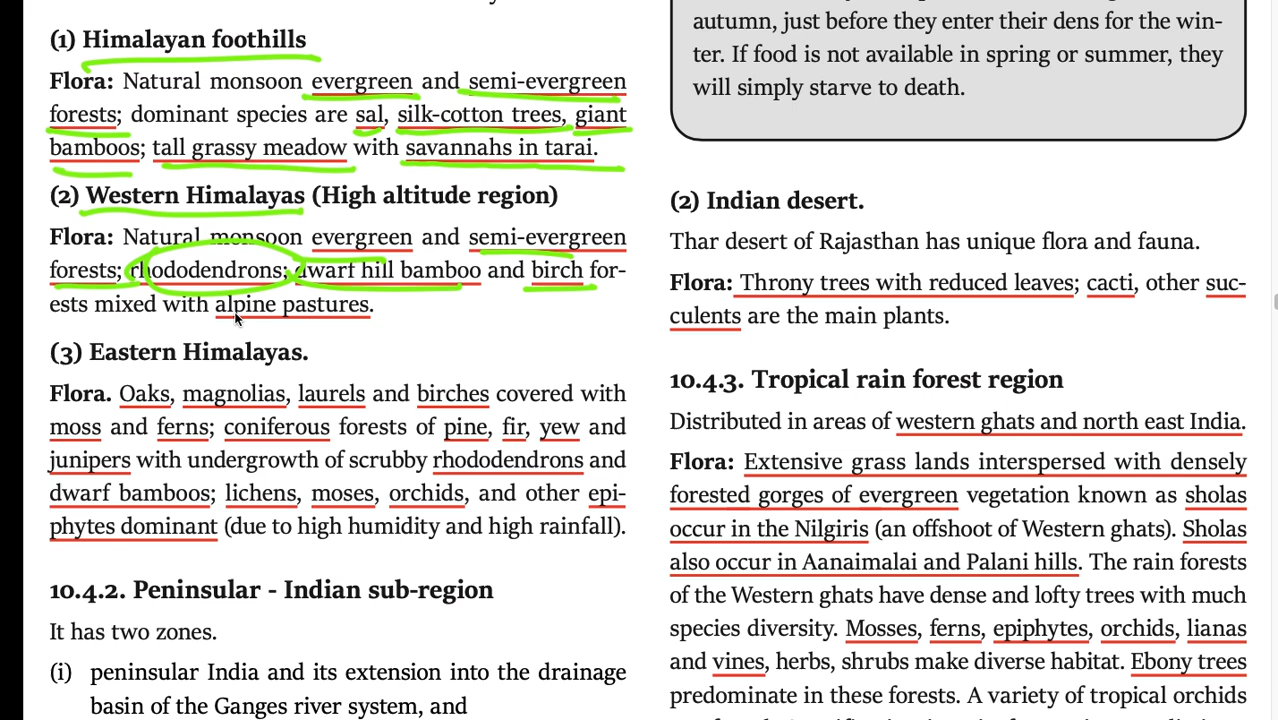 (1) Himalayan foothills
Flora: Natural monsoon evergreen and semi-evergreen
forests; dominant species are sal, silk-cotton trees, giant
bamboos; tall grassy meadow with savannahs in tarai.
(2) Western Himalayas (High altitude region)
Flora: Natural monsoon evergreen and semi-evergreen
forests; rhododendrons; dwarf hill bamboo and birch for-
ests mixed with alpine pastures.
(3) Eastern Himalayas.
Flora. Oaks, magnolias, laurels and birches covered with
moss and ferns; coniferous forests of pine, fir, yew and
junipers with undergrowth of scrubby rhododendrons and
dwarf bamboos; lichens, moses, orchids, and other epi-
phytes dominant (due to high humidity and high rainfall).
10.4.2. Peninsular - Indian sub-region
It has two zones.
(i) peninsular India and its extension into the drainage
basin of the Ganges river system, and
autumn, just before they enter their dens for the win-
ter. If food is not available in spring or summer, they
will simply starve to death.
(2) Indian desert.
Thar desert of Rajasthan has unique flora and fauna.
Flora: Throny trees with reduced leaves; cacti, other suc-
culents are the main plants.
10.4.3. Tropical rain forest region
Distributed in areas of western ghats and north east India.
Flora: Extensive grass lands interspersed with densely
forested gorges of evergreen vegetation known as sholas
occur in the Nilgiris (an offshoot of Western ghats). Sholas
also occur in Aanaimalai and Palani hills. The rain forests
of the Western ghats have dense and lofty trees with much
species diversity. Mosses, ferns, epiphytes, orchids, lianas
and vines, herbs, shrubs make diverse habitat. Ebony trees
predominate in these forests. A variety of tropical orchids